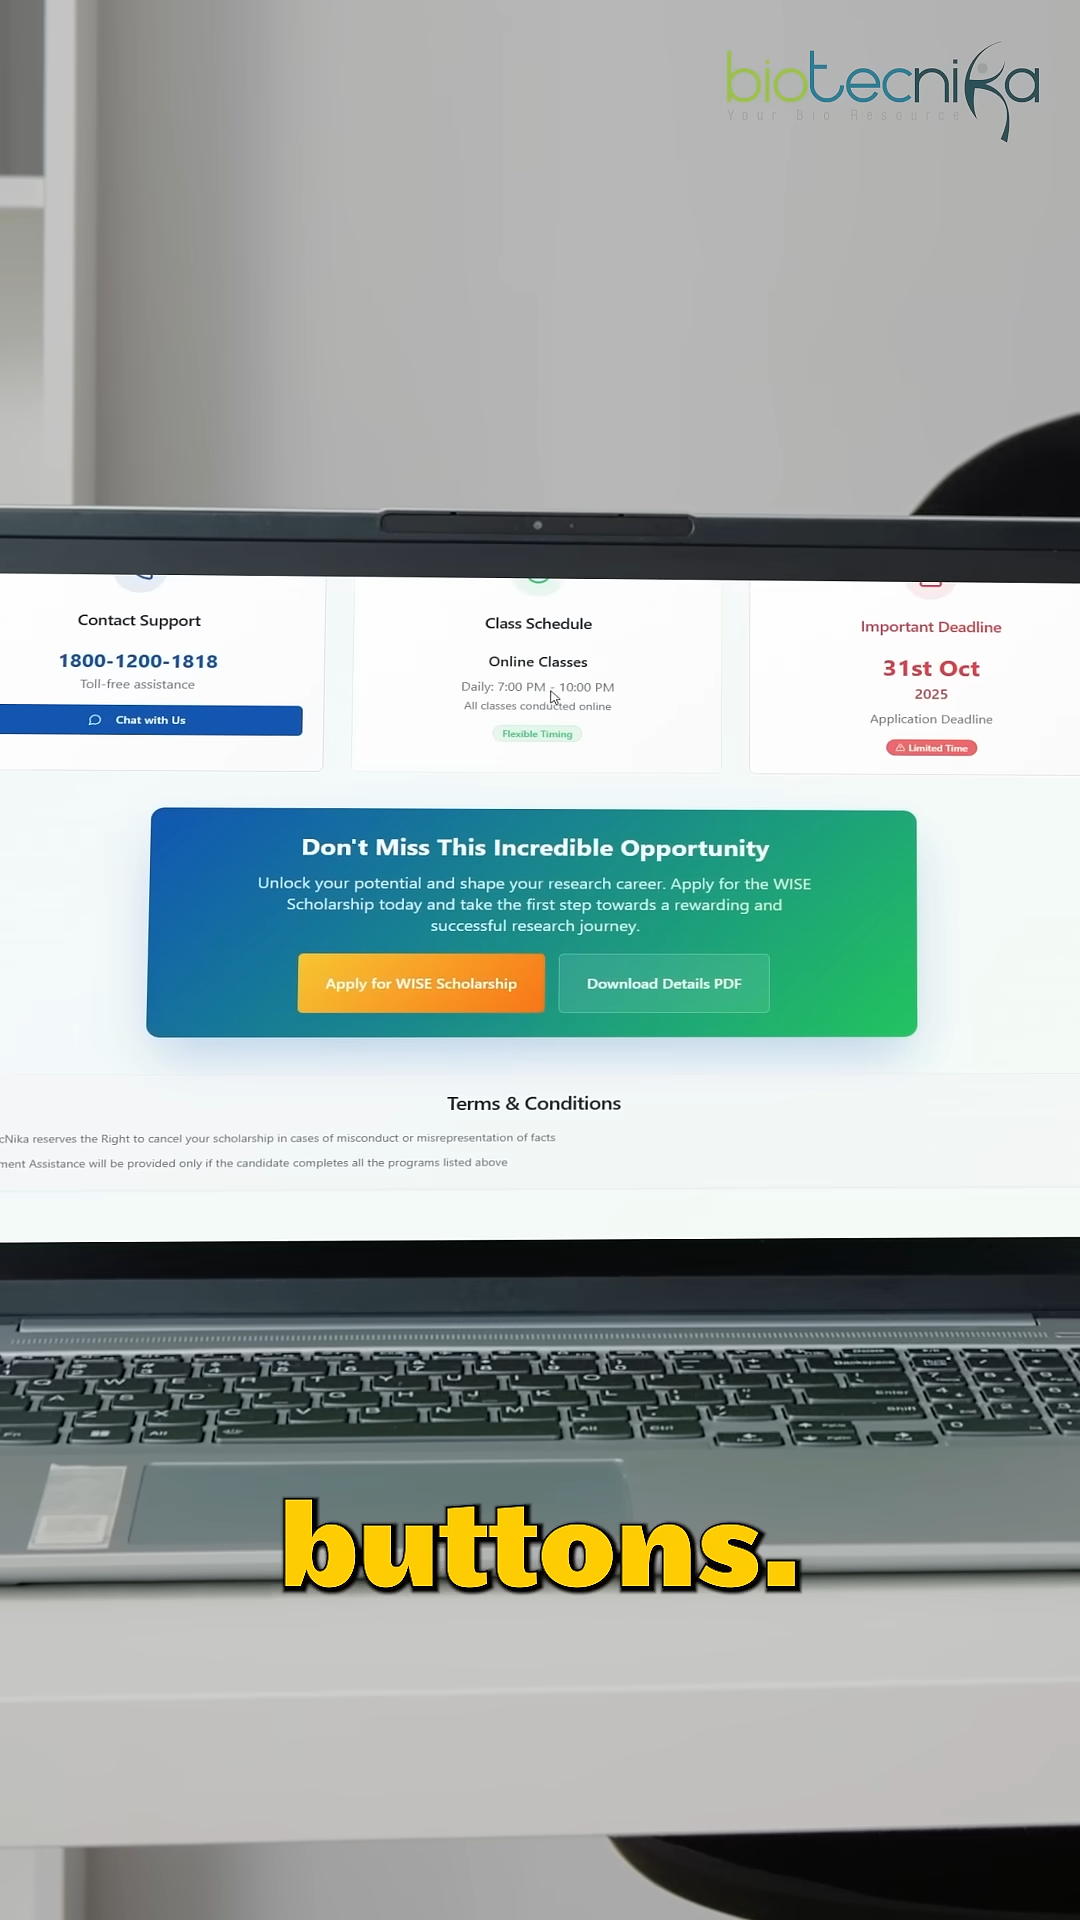 biotecnika
Your Bio Resource
Contact Support
1800-1200-1818
Toll-free assistance
Chat with Us
Class Schedule
Online Classes
Daily: 7:00 PM - 10:00 PM
All classes conducted online
Flexible Timing
Important Deadline
31st Oct
2025
Application Deadline
Limited Time
Don't Miss This Incredible Opportunity
Unlock your potential and shape your research career. Apply for the WISE
Scholarship today and take the first step towards a rewarding and
successful research journey.
Apply for WISE Scholarship
Download Details PDF
Terms & Conditions
cNika reserves the Right to cancel your scholarship in cases of misconduct or misrepresentation of facts
ment Assistance will be provided only if the candidate completes all the programs listed above
buttons.